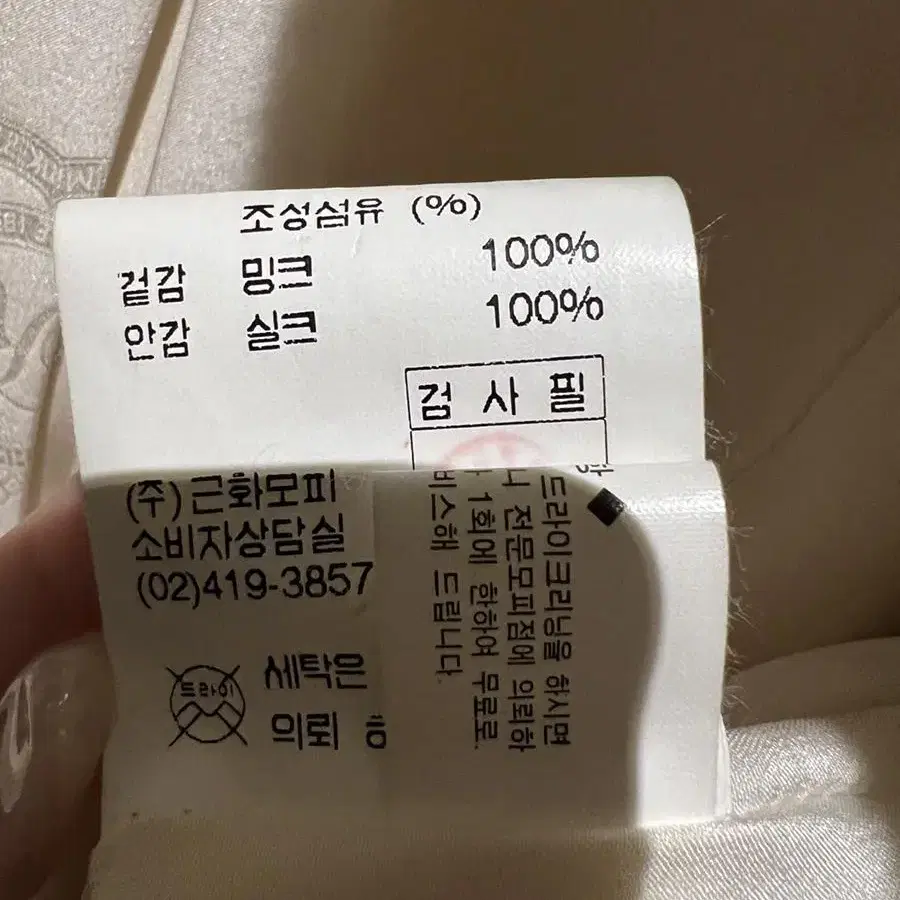 조성섬유 (%)
겉감 밍크 100%
안감 실크 100%
검사필
(주)근화모피
소비자상담실
(02)419-3857
드라이
세탁은
의뢰
드라이크리닝을 하시면
전문모피점에 의뢰하
1회에 한하여 무료로
비스해 드립니다.
MINK